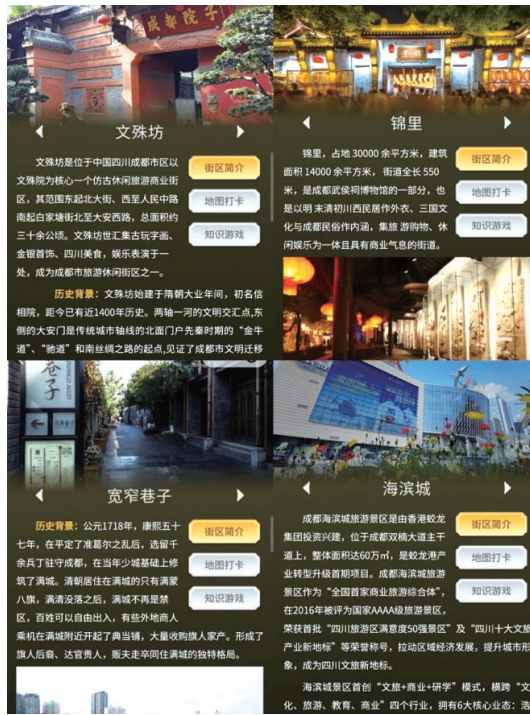 成都院子
文殊坊
文殊坊是位于中国四川成都市区以
文殊院为核心一个仿古休闲旅游商业街
区，其范围东起北大街、西至人民中路
南起白家塘街北至大安西路，总面积约
三十余公顷。文殊坊世汇集古玩字画、
金银首饰、四川美食，娱乐表演于一
处，成为成都市旅游休闲街区之一。
街区简介
地图打卡
知识游戏
历史背景：文殊坊始建于隋朝大业年间，初名信
相院，距今已有近1400年历史。两轴一河的文明交汇点,东
侧的大安门是传统城市轴线的北面门户先秦时期的“金牛
道”、“驰道”和南丝绸之路的起点,见证了成都市文明迁移
锦里
锦里，占地 30000 余平方米，建筑
面积 14000 余平方米， 街道全长 550
米，是成都武侯祠博物馆的一部分，也
是以明 末清初川西民居作外衣、三国文
化与成都民俗作内涵，集旅 游购物、休
闲娱乐为一体且具有商业气息的街道。
街区简介
地图打卡
知识游戏
巷子
宽窄巷子
历史背景：公元1718年，康熙五十
七年，在平定了准葛尔之乱后，选留千
余兵丁驻守成都，在当年少城基础上修
筑了满城。清朝居住在满城的只有满蒙
八旗，满清没落之后，满城不再是禁
区，百姓可以自由出入，有些外地商人
乘机在满城附近开起了典当铺，大量收购旗人家产。形成了
旗人后裔、达官贵人，贩夫走卒同住满城的独特格局。
街区简介
地图打卡
知识游戏
海滨城
成都海滨城旅游景区是由香港蛟龙
集团投资兴建，位于成都双楠大道主干
道上，整体面积达60万㎡，是蛟龙港产
业转型升级首期项目。成都海滨城旅游
景区作为“全国首家商业旅游综合体”，
在2016年被评为国家AAAA级旅游景区，
荣获首批“四川旅游区满意度50强景区”及“四川十大文旅
产业新地标”等荣誉称号，拉动区域经济发展，提升城市形
象，成为四川文旅新地标。
街区简介
地图打卡
知识游戏
海滨城景区首创“文旅+商业+研学”模式，横跨“文
化、旅游、教育、商业”四个行业，拥有6大核心业态：